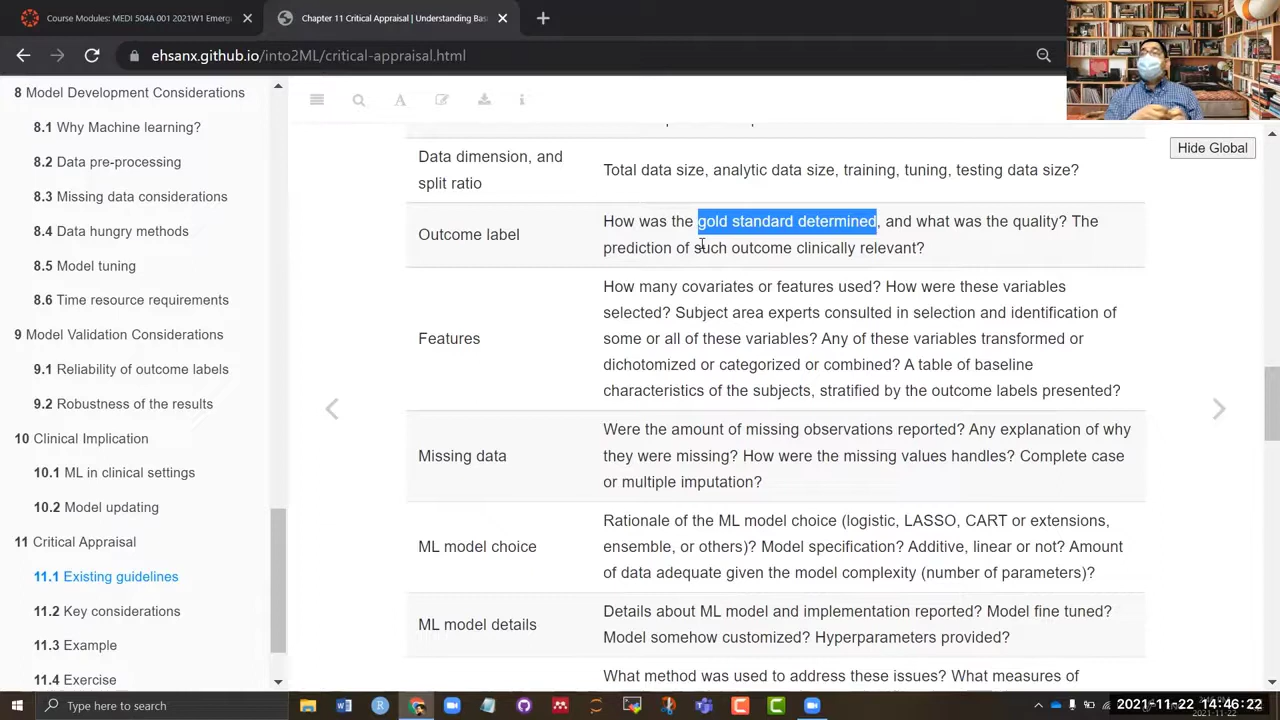 Course Modules: MEDI 504A 001 2021W1 Emerg
Chapter 11 Critical Appraisal | Understanding Bas
ehsanx.github.io/into2ML/critical-appraisal.html
8 Model Development Considerations
8.1 Why Machine learning?
8.2 Data pre-processing
8.3 Missing data considerations
8.4 Data hungry methods
8.5 Model tuning
8.6 Time resource requirements
9 Model Validation Considerations
9.1 Reliability of outcome labels
9.2 Robustness of the results
10 Clinical Implication
10.1 ML in clinical settings
10.2 Model updating
11 Critical Appraisal
11.1 Existing guidelines
11.2 Key considerations
11.3 Example
11.4 Exercise
Hide Global
Data dimension, and
split ratio
Total data size, analytic data size, training, tuning, testing data size?
Outcome label
How was the gold standard determined, and what was the quality? The
prediction of such outcome clinically relevant?
Features
How many covariates or features used? How were these variables
selected? Subject area experts consulted in selection and identification of
some or all of these variables? Any of these variables transformed or
dichotomized or categorized or combined? A table of baseline
characteristics of the subjects, stratified by the outcome labels presented?
Missing data
Were the amount of missing observations reported? Any explanation of why
they were missing? How were the missing values handles? Complete case
or multiple imputation?
ML model choice
Rationale of the ML model choice (logistic, LASSO, CART or extensions,
ensemble, or others)? Model specification? Additive, linear or not? Amount
of data adequate given the model complexity (number of parameters)?
ML model details
Details about ML model and implementation reported? Model fine tuned?
Model somehow customized? Hyperparameters provided?
What method was used to address these issues? What measures of
Type here to search
2021-11-22 14:46:22